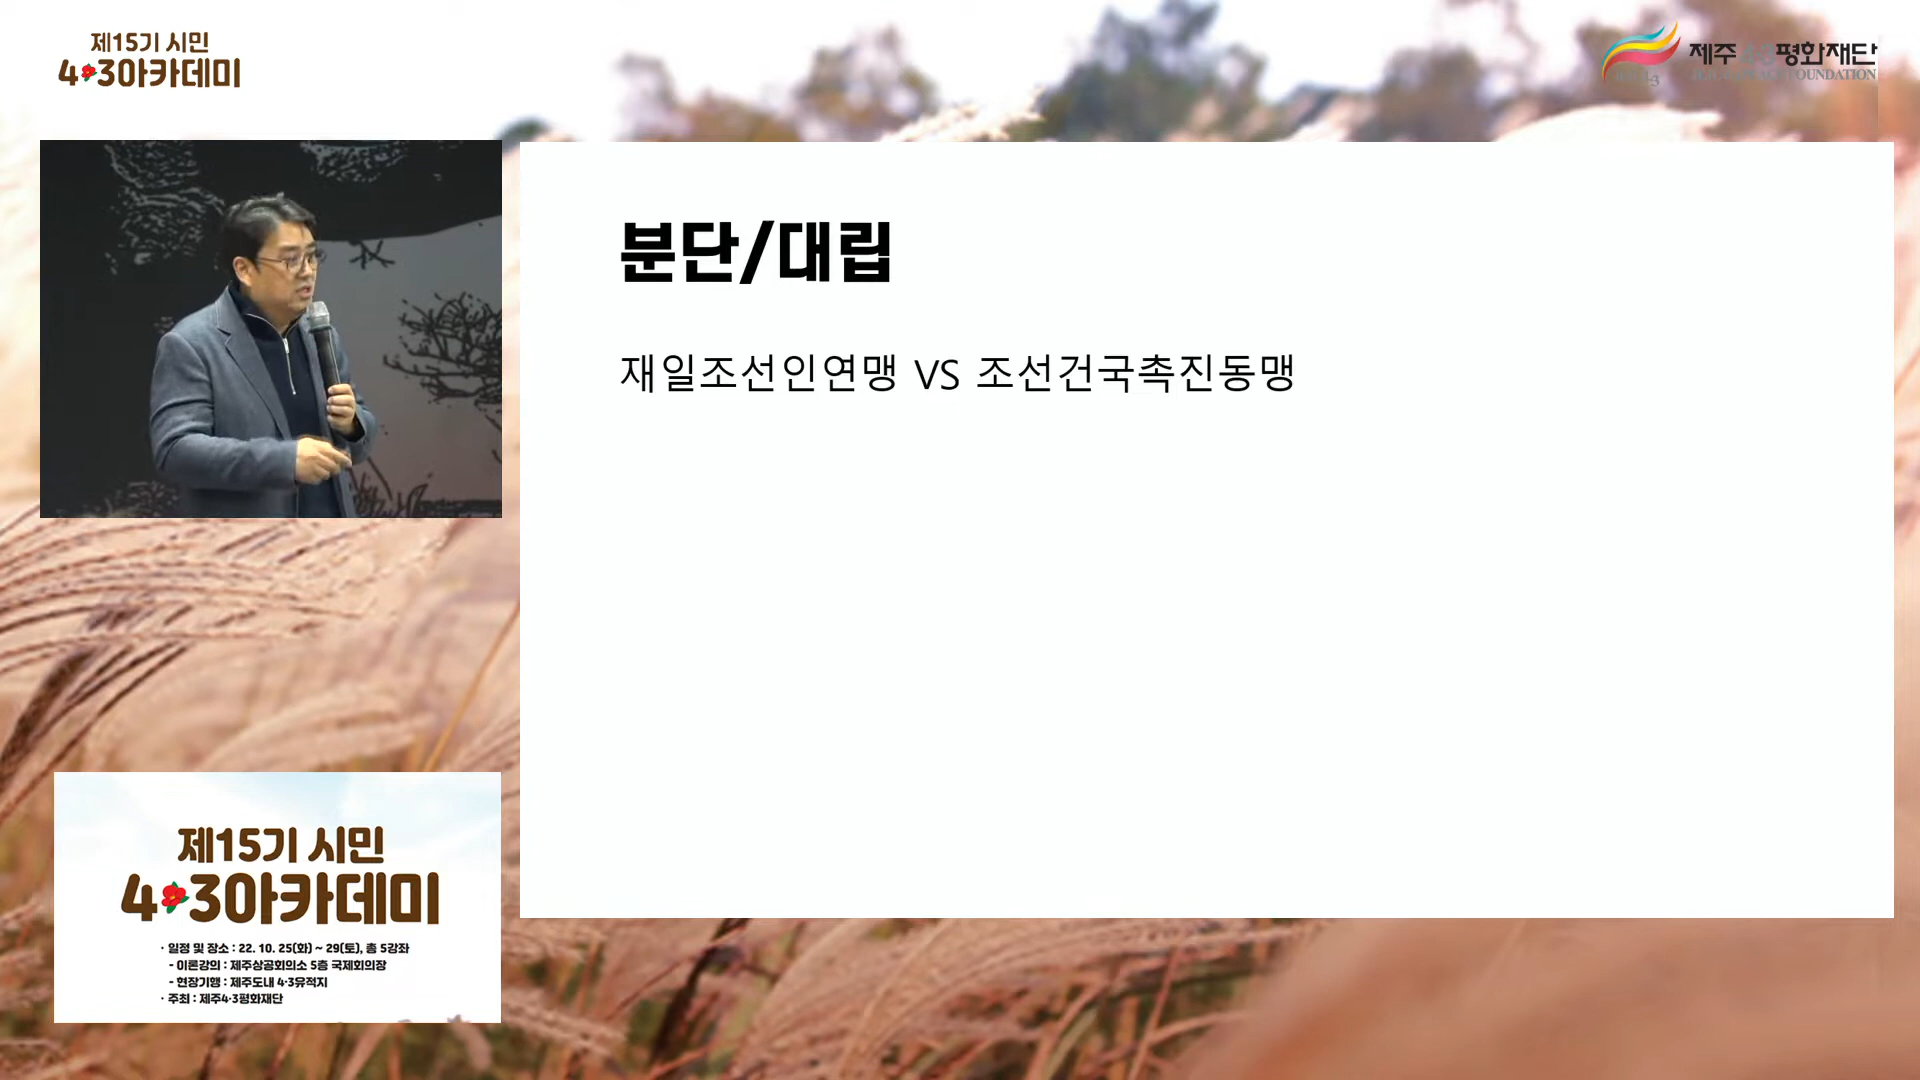 제15기 시민
4·3아카데미
제주4·3평화재단
분단/대립
재일조선인연맹 VS 조선건국촉진동맹
제15기 시민
4·3아카데미
· 일정 및 장소 : 22. 10. 25(화) ~ 29(토), 총 5강좌
- 이론강의 : 제주상공회의소 5층 국제회의장
- 현장기행 : 제주도내 4·3유적지
· 주최 : 제주4·3평화재단